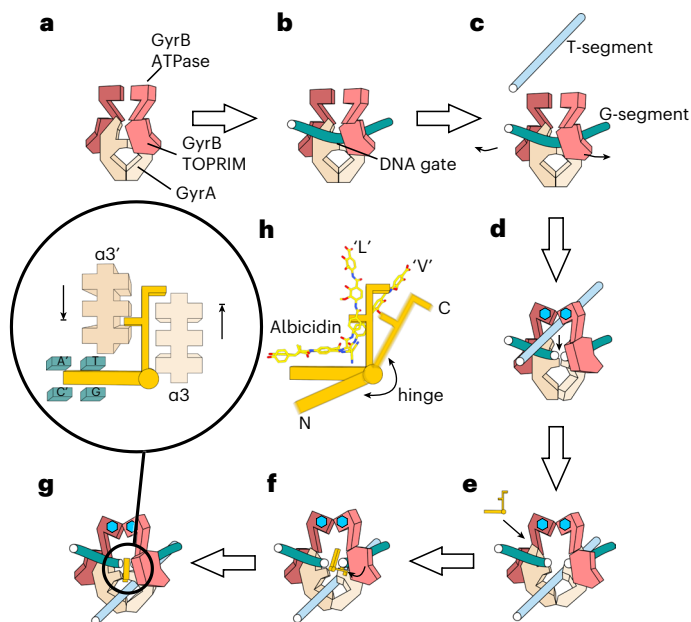 a
GyrB
ATPase
GyrB
TOPRIM
GyrA
b
DNA gate
c
T-segment
G-segment
α3′
α3
A′
T
C′
G
h
'L'
'V'
C
Albicidin
hinge
N
d
g
f
e